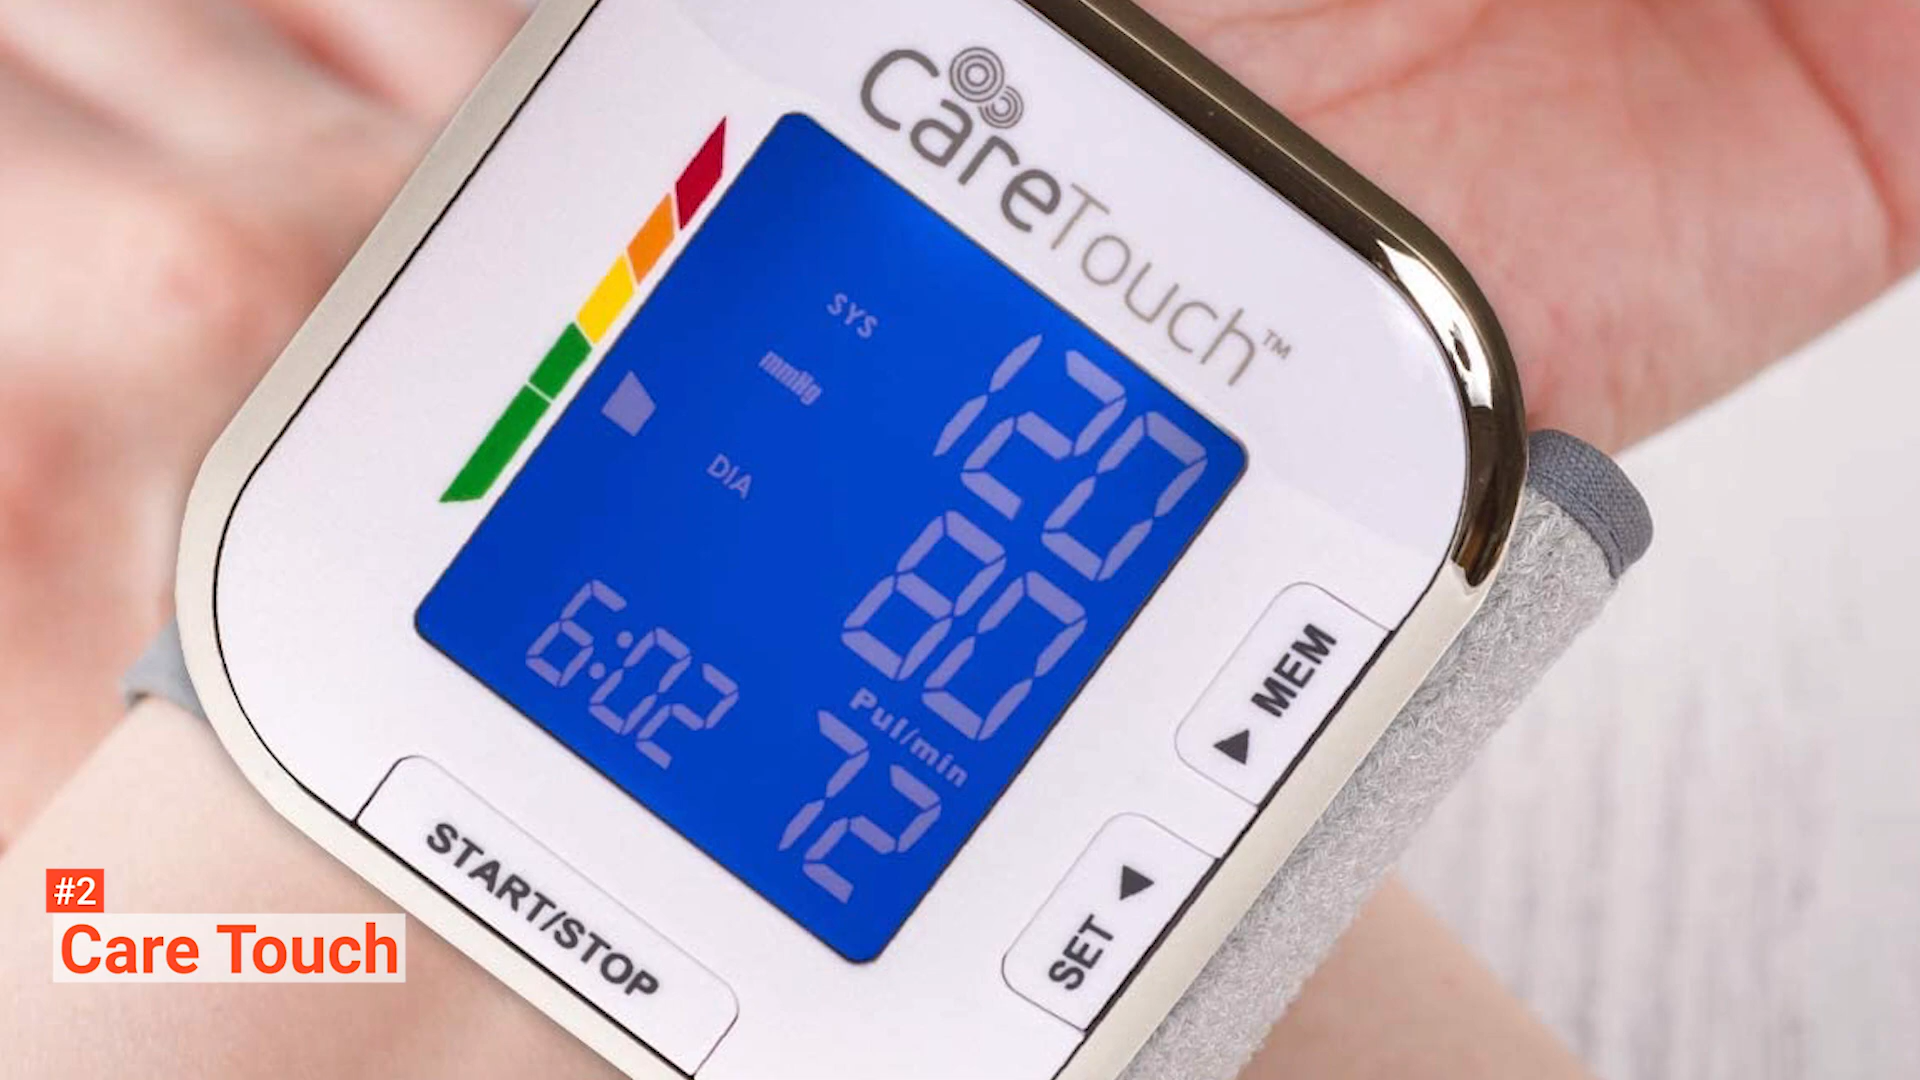 CareTouch™
SYS
mmHg
120
DIA
80
6:02
Pul/min
72
▲ MEM
SET ▼
START/STOP
#2
Care Touch